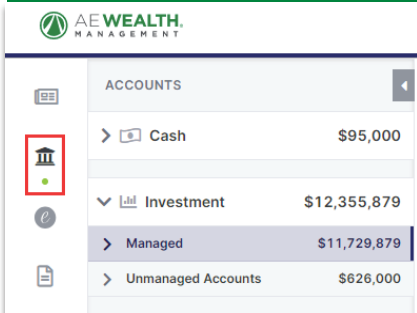 AE WEALTH.
MANAGEMENT
ACCOUNTS
Cash $95,000
Investment $12,355,879
Managed $11,729,879
Unmanaged Accounts $626,000
e